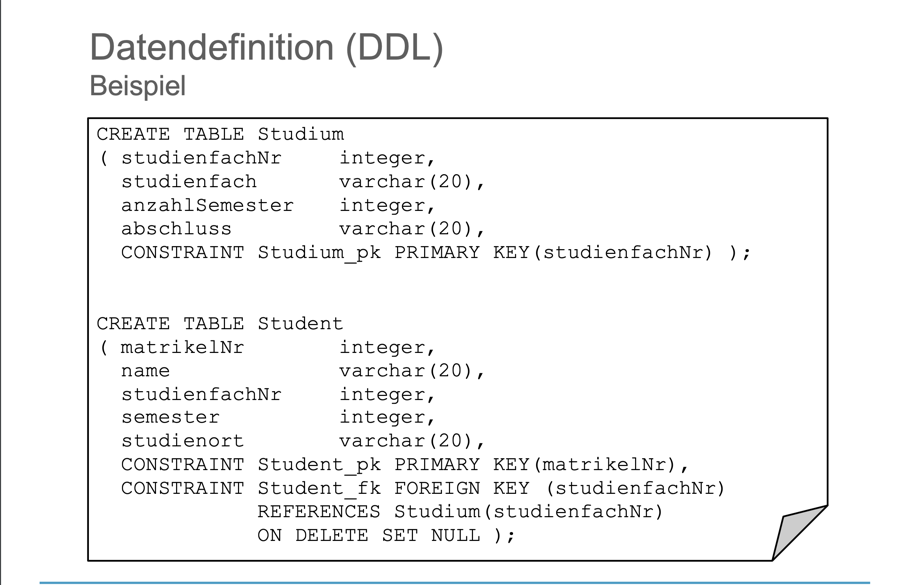 Datendefinition (DDL)
Beispiel
CREATE TABLE Studium
( studienfachNr integer,
studienfach varchar(20),
anzahlSemester integer,
abschluss varchar(20),
CONSTRAINT Studium_pk PRIMARY KEY(studienfachNr) );
CREATE TABLE Student
( matrikelNr integer,
name varchar(20),
studienfachNr integer,
semester integer,
studienort varchar(20),
CONSTRAINT Student_pk PRIMARY KEY(matrikelNr),
CONSTRAINT Student_fk FOREIGN KEY (studienfachNr)
REFERENCES Studium(studienfachNr)
ON DELETE SET NULL );